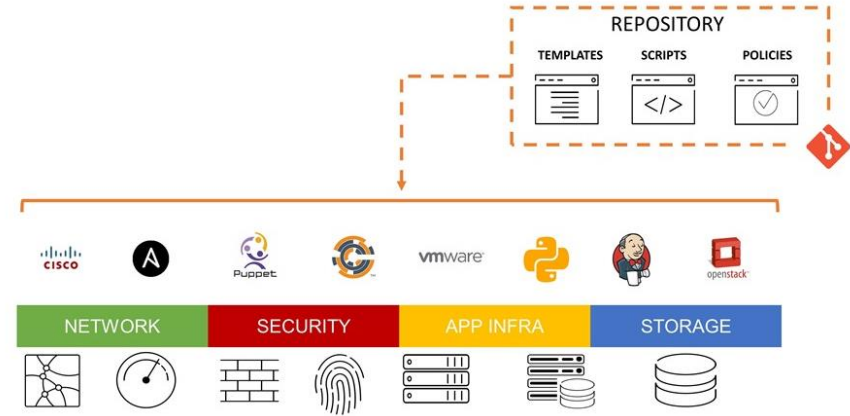 REPOSITORY
TEMPLATES SCRIPTS POLICIES
</>
CISCO A Puppet vmware openstack
NETWORK SECURITY APP INFRA STORAGE